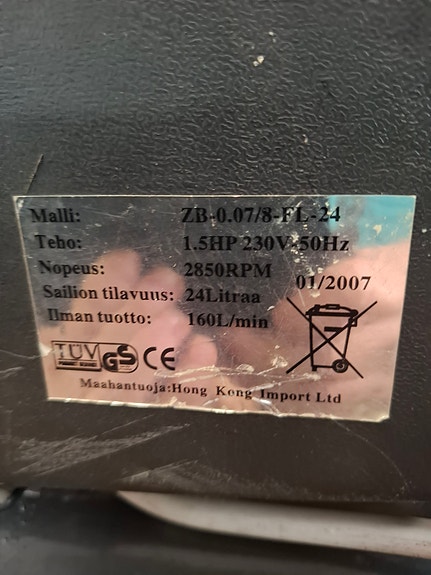 Malli: ZB-0.07/8-FL-24
Teho: 1.5HP 230V 50Hz
Nopeus: 2850RPM
01/2007
Sailion tilavuus: 24Litraa
Ilman tuotto: 160L/min
TÜV GS CE
Maahantuoja:Hong Kong Import Ltd